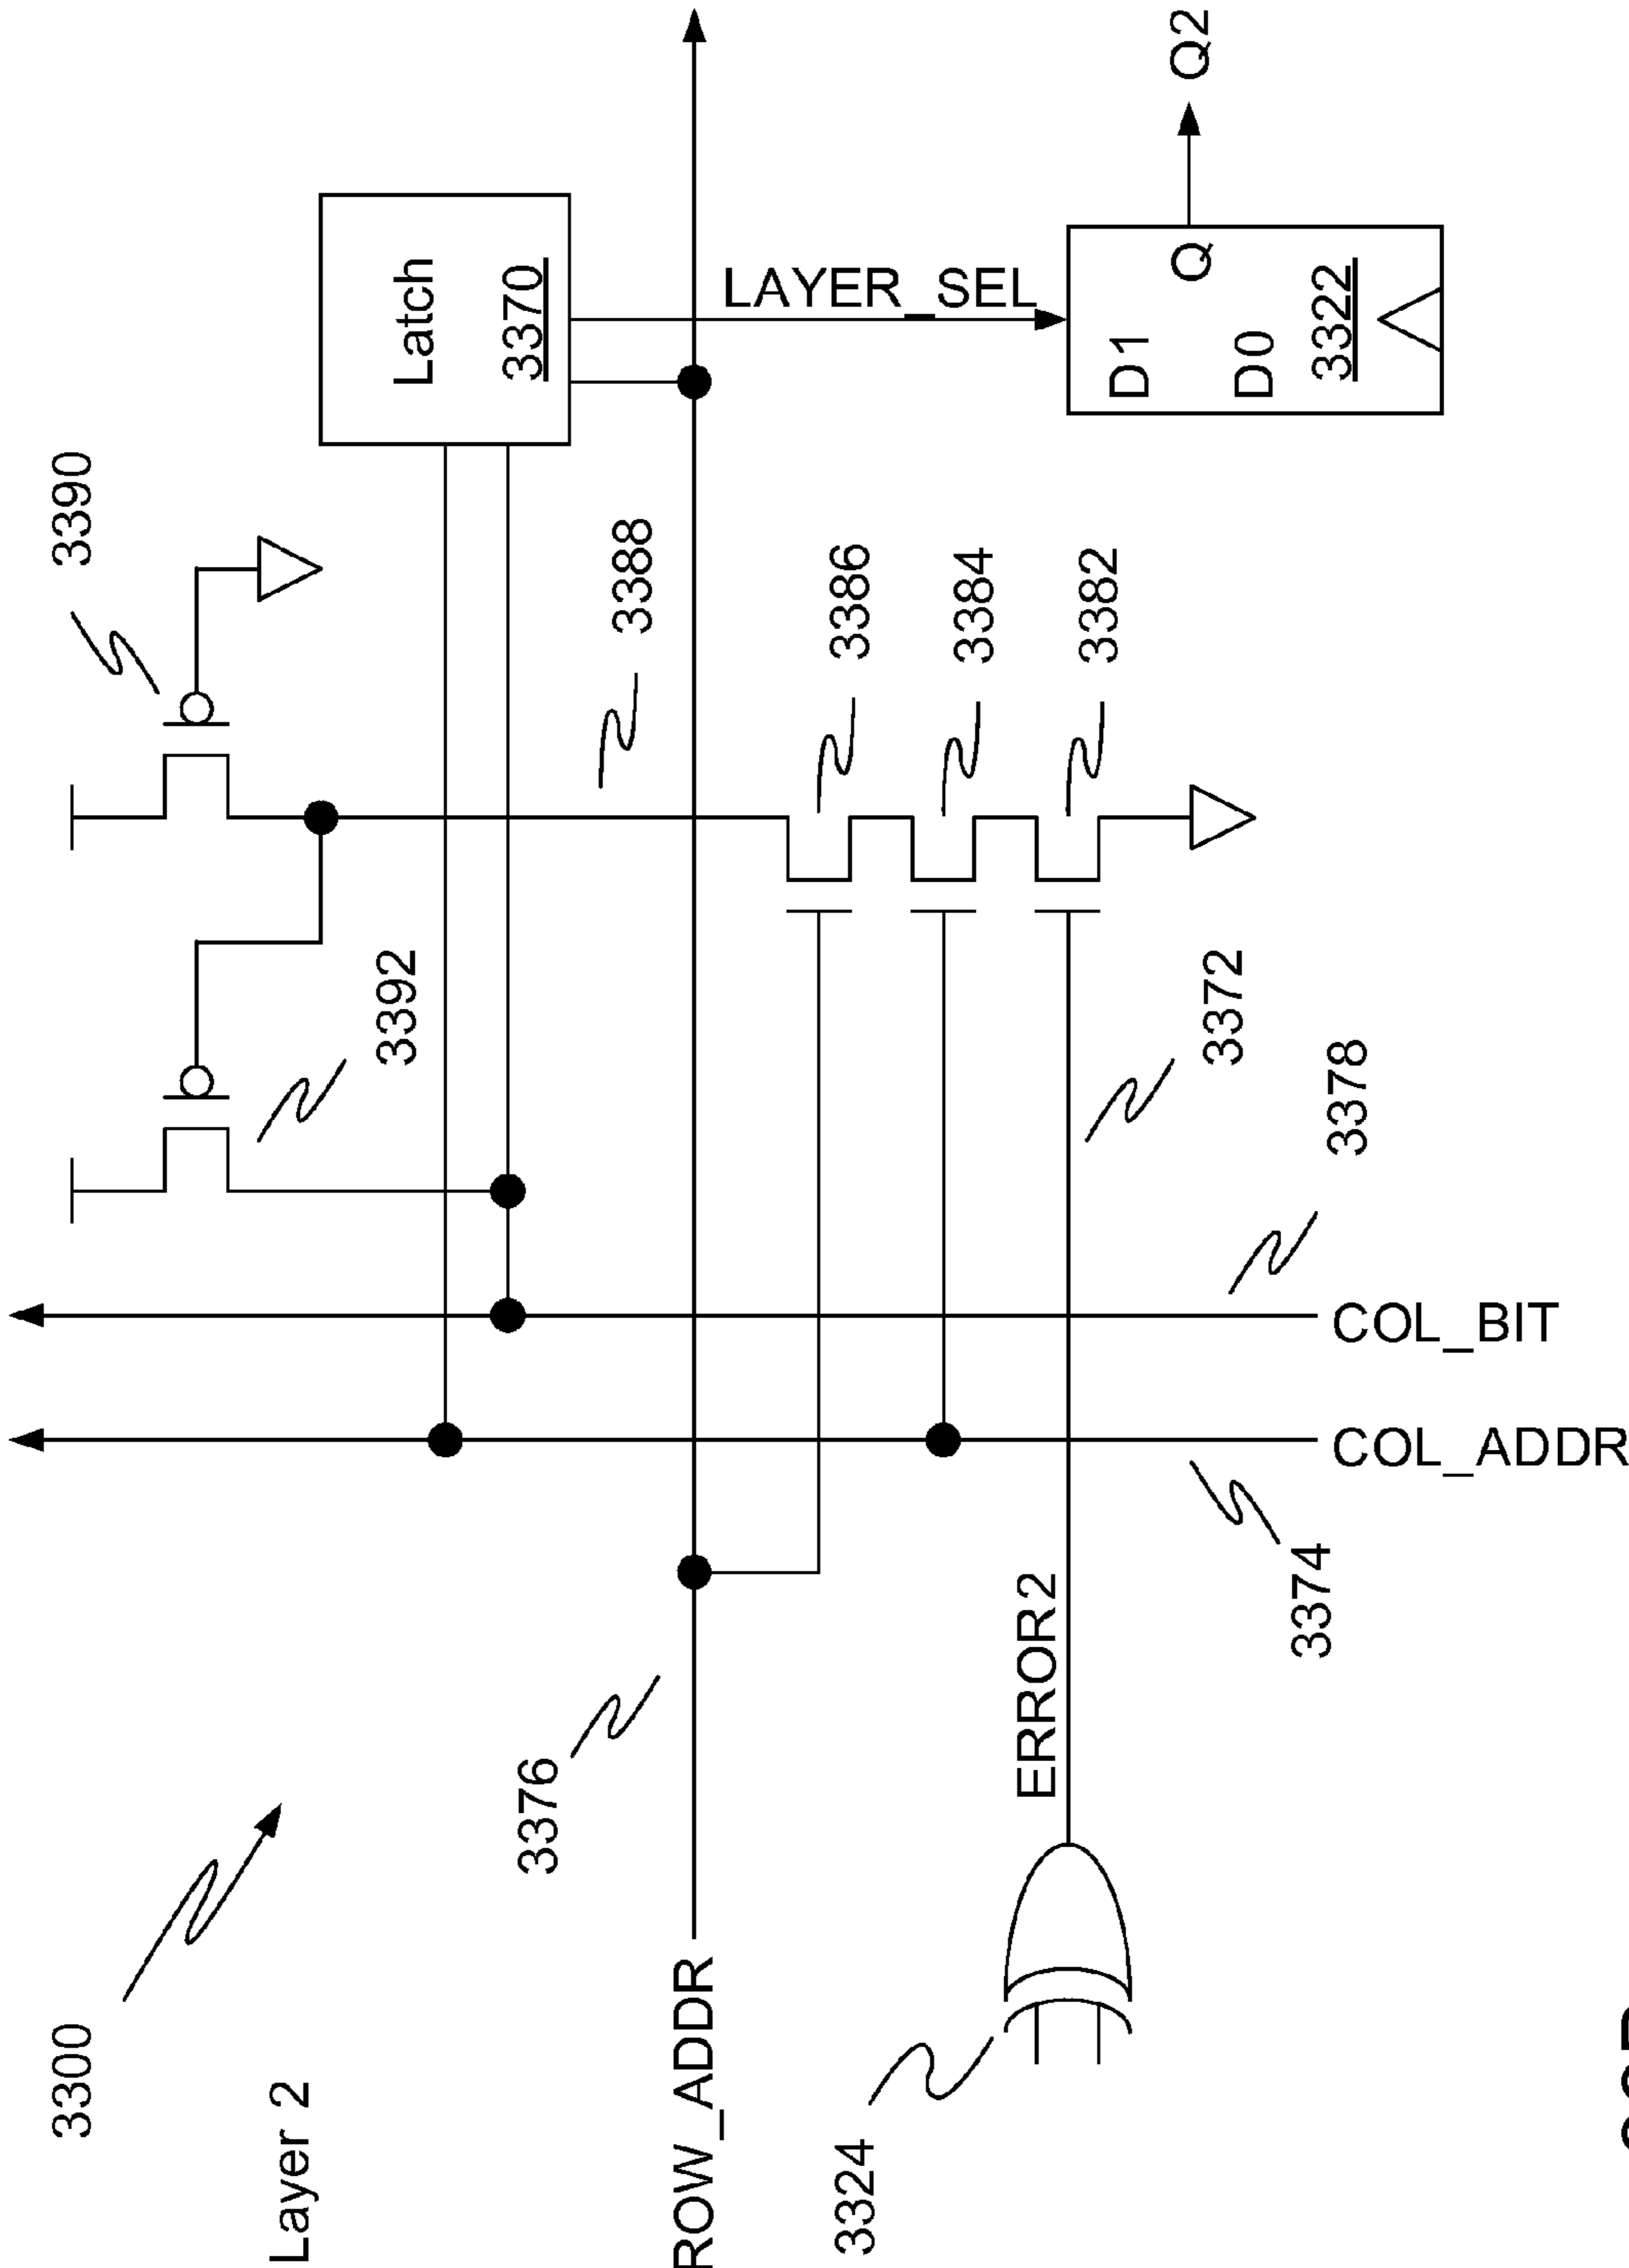 3300
Layer 2
3392
3390
Latch
3370
3388
3376
ROW_ADDR
LAYER_SEL
3386
3384
3382
3324
ERROR2
3372
3374
3378
COL_BIT
COL_ADDR
D1
Q
D0
3322
Q2